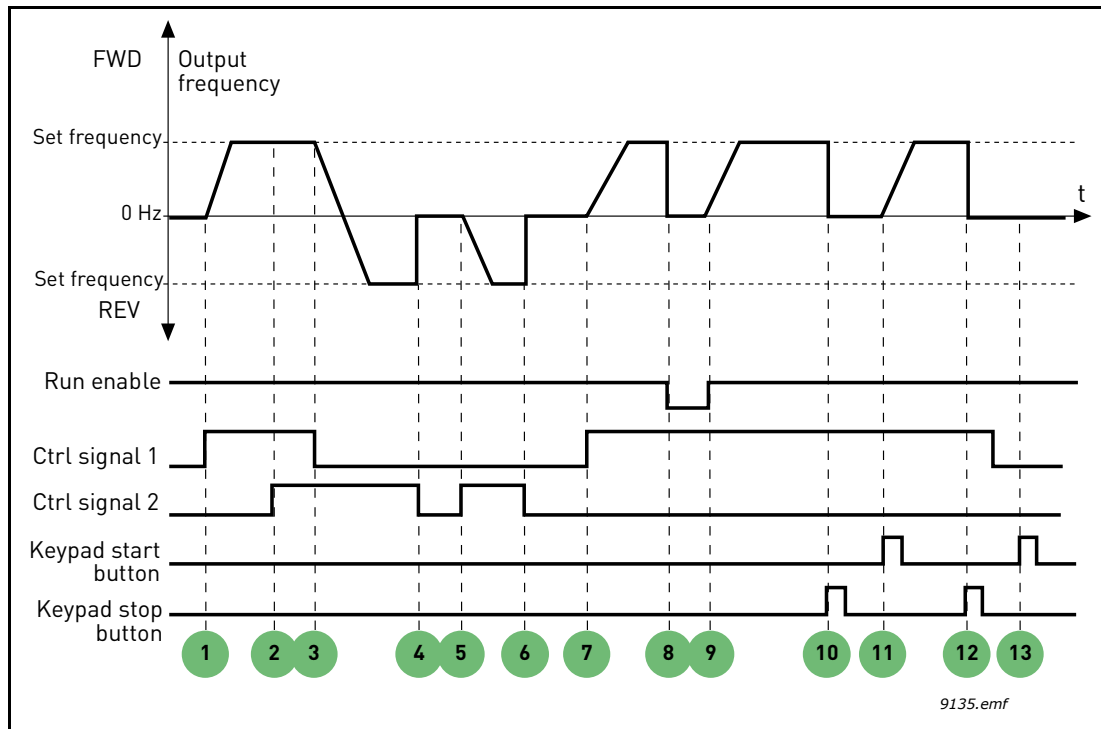 FWD
Output
frequency
Set frequency
0 Hz
t
Set frequency
REV
Run enable
Ctrl signal 1
Ctrl signal 2
Keypad start
button
Keypad stop
button
1 2 3 4 5 6 7 8 9 10 11 12 13
9135.emf